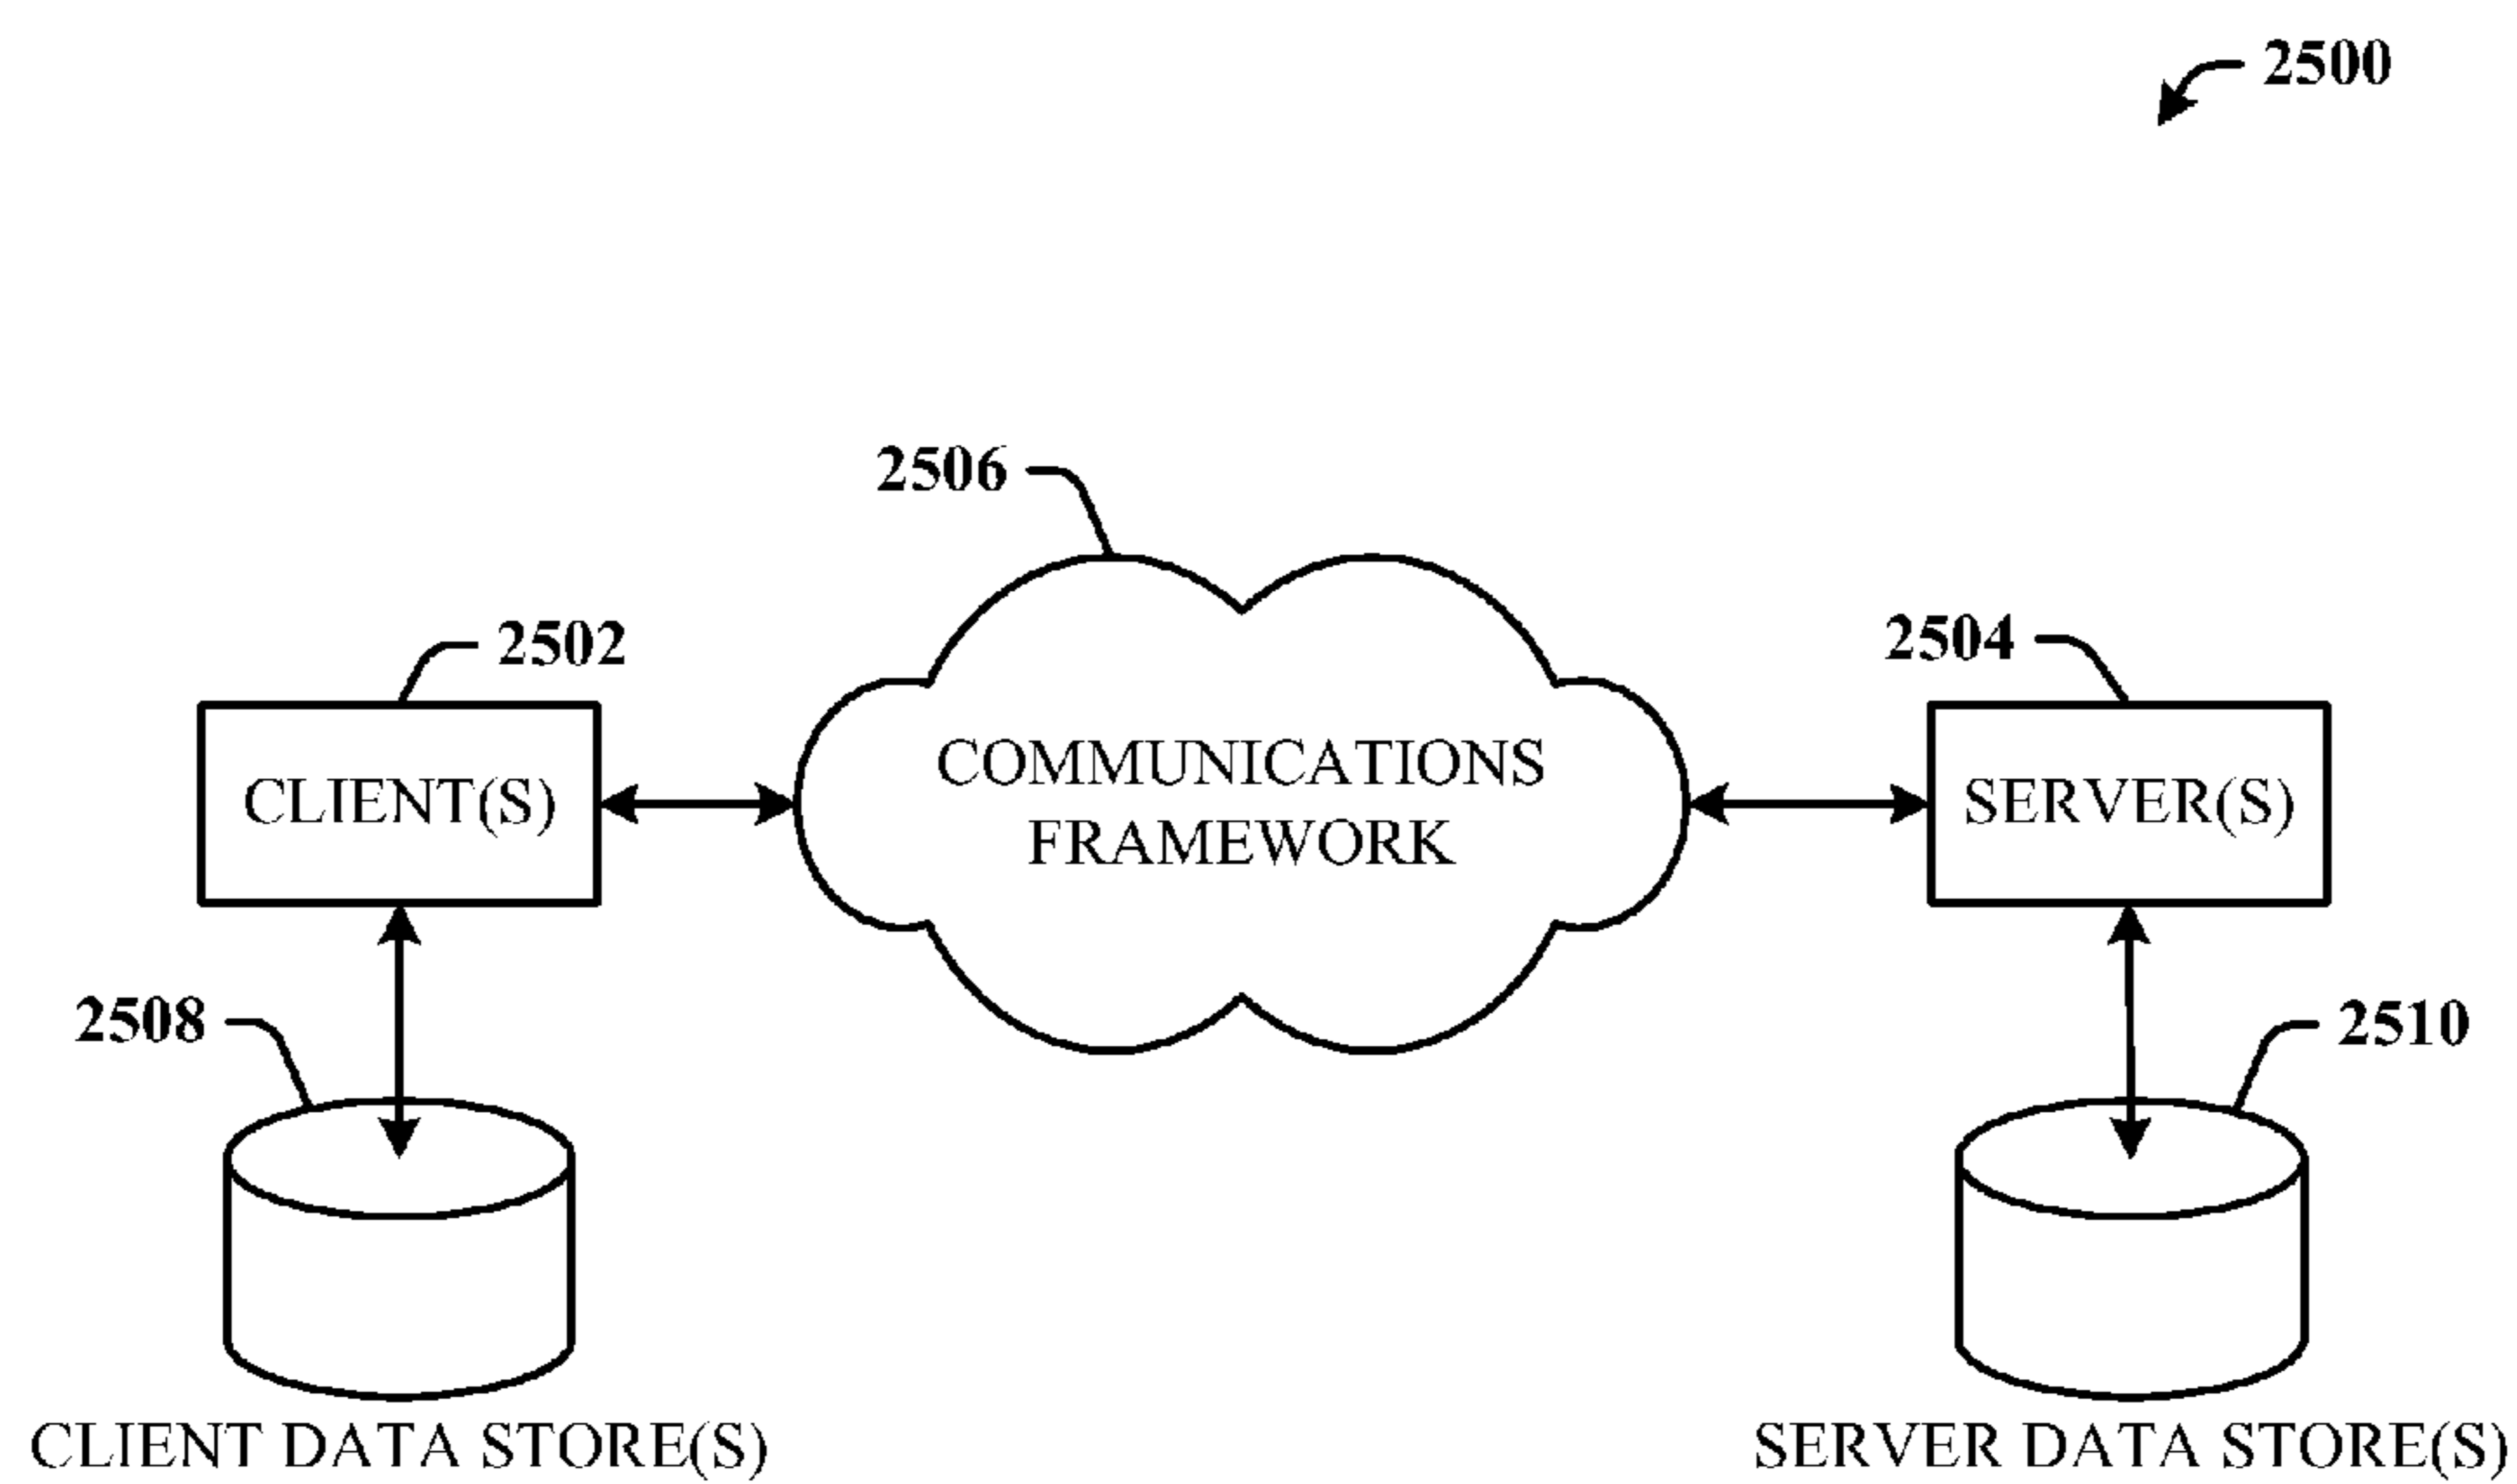 2500
2506
2502
2504
COMMUNICATIONS
FRAMEWORK
CLIENT(S)
SERVER(S)
2508
2510
CLIENT DATA STORE(S)
SERVER DATA STORE(S)